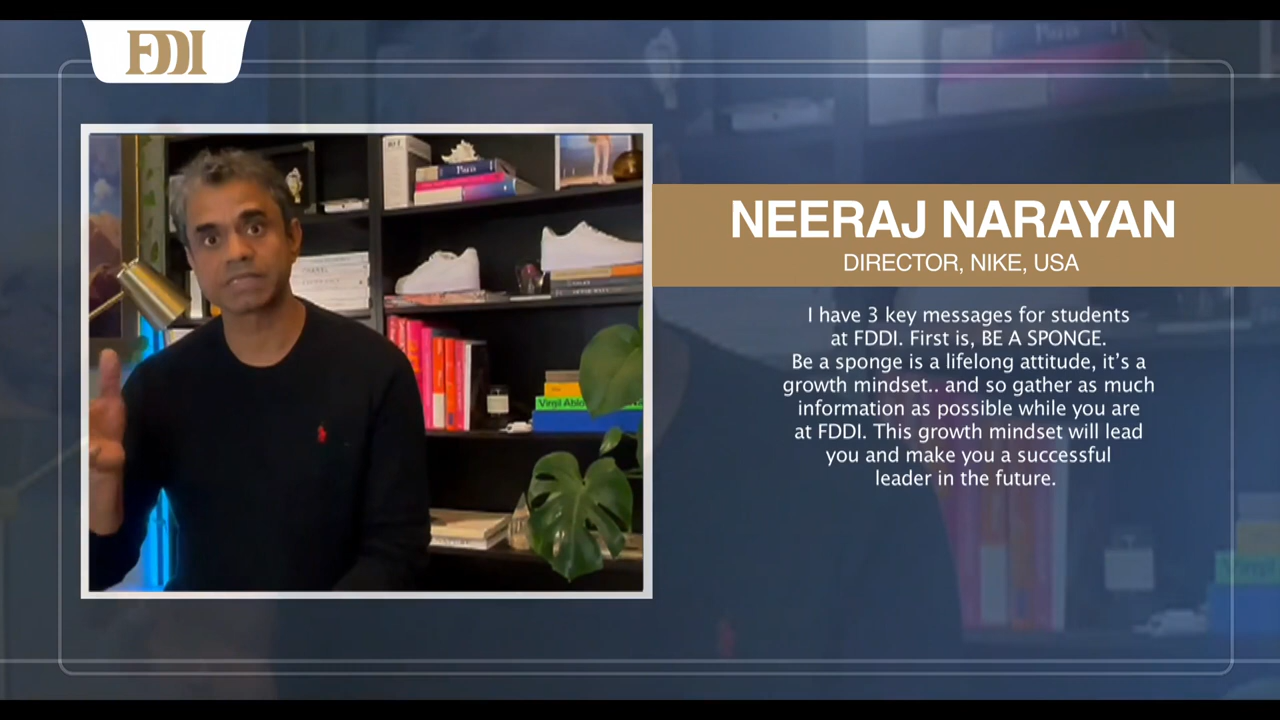 FDDI
NEERAJ NARAYAN
DIRECTOR, NIKE, USA
I have 3 key messages for students
at FDDI. First is, BE A SPONGE.
Be a sponge is a lifelong attitude, it's a
growth mindset.. and so gather as much
information as possible while you are
at FDDI. This growth mindset will lead
you and make you a successful
leader in the future.
Paris
Virgil Abloh